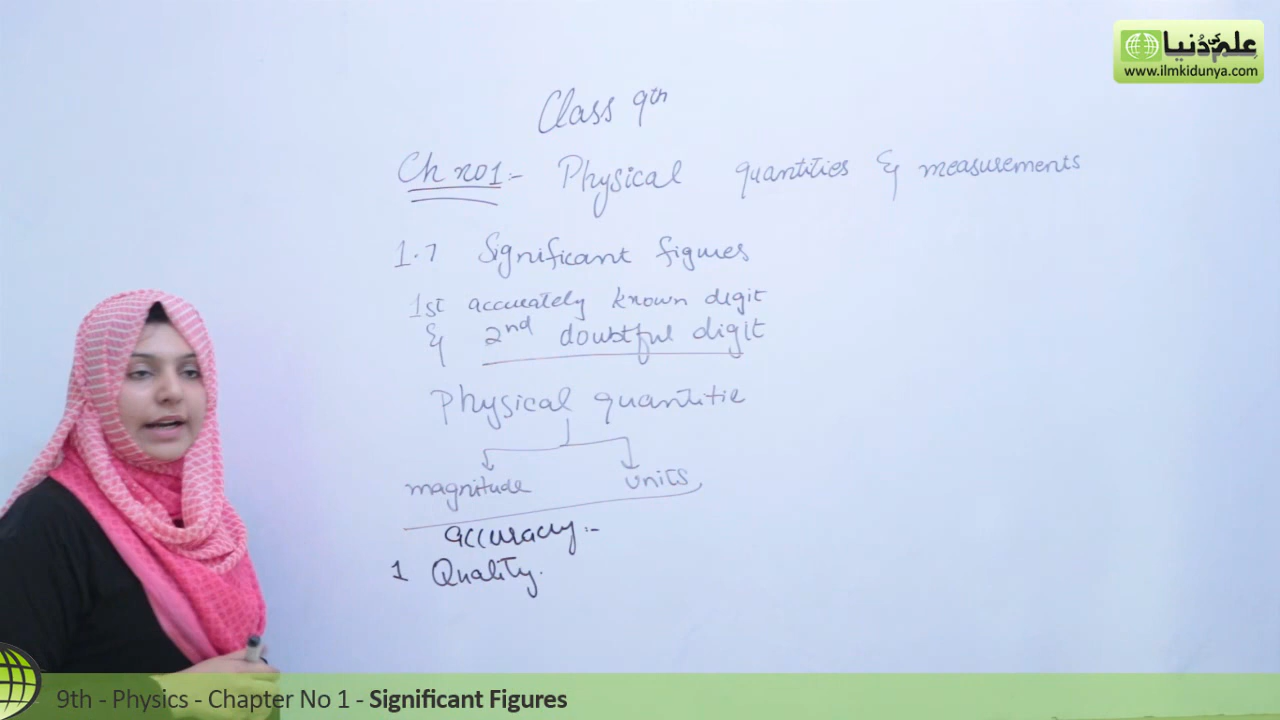 علم کی دُنیا
www.ilmkidunya.com
Class 9th
Ch no1:- Physical quantities & measurements
1.7 Significant figures
1st accurately known digit
& 2nd doubtful digit
Physical quantitie
magnitude units
accuracy:-
1 Quality.
9th - Physics - Chapter No 1 - Significant Figures